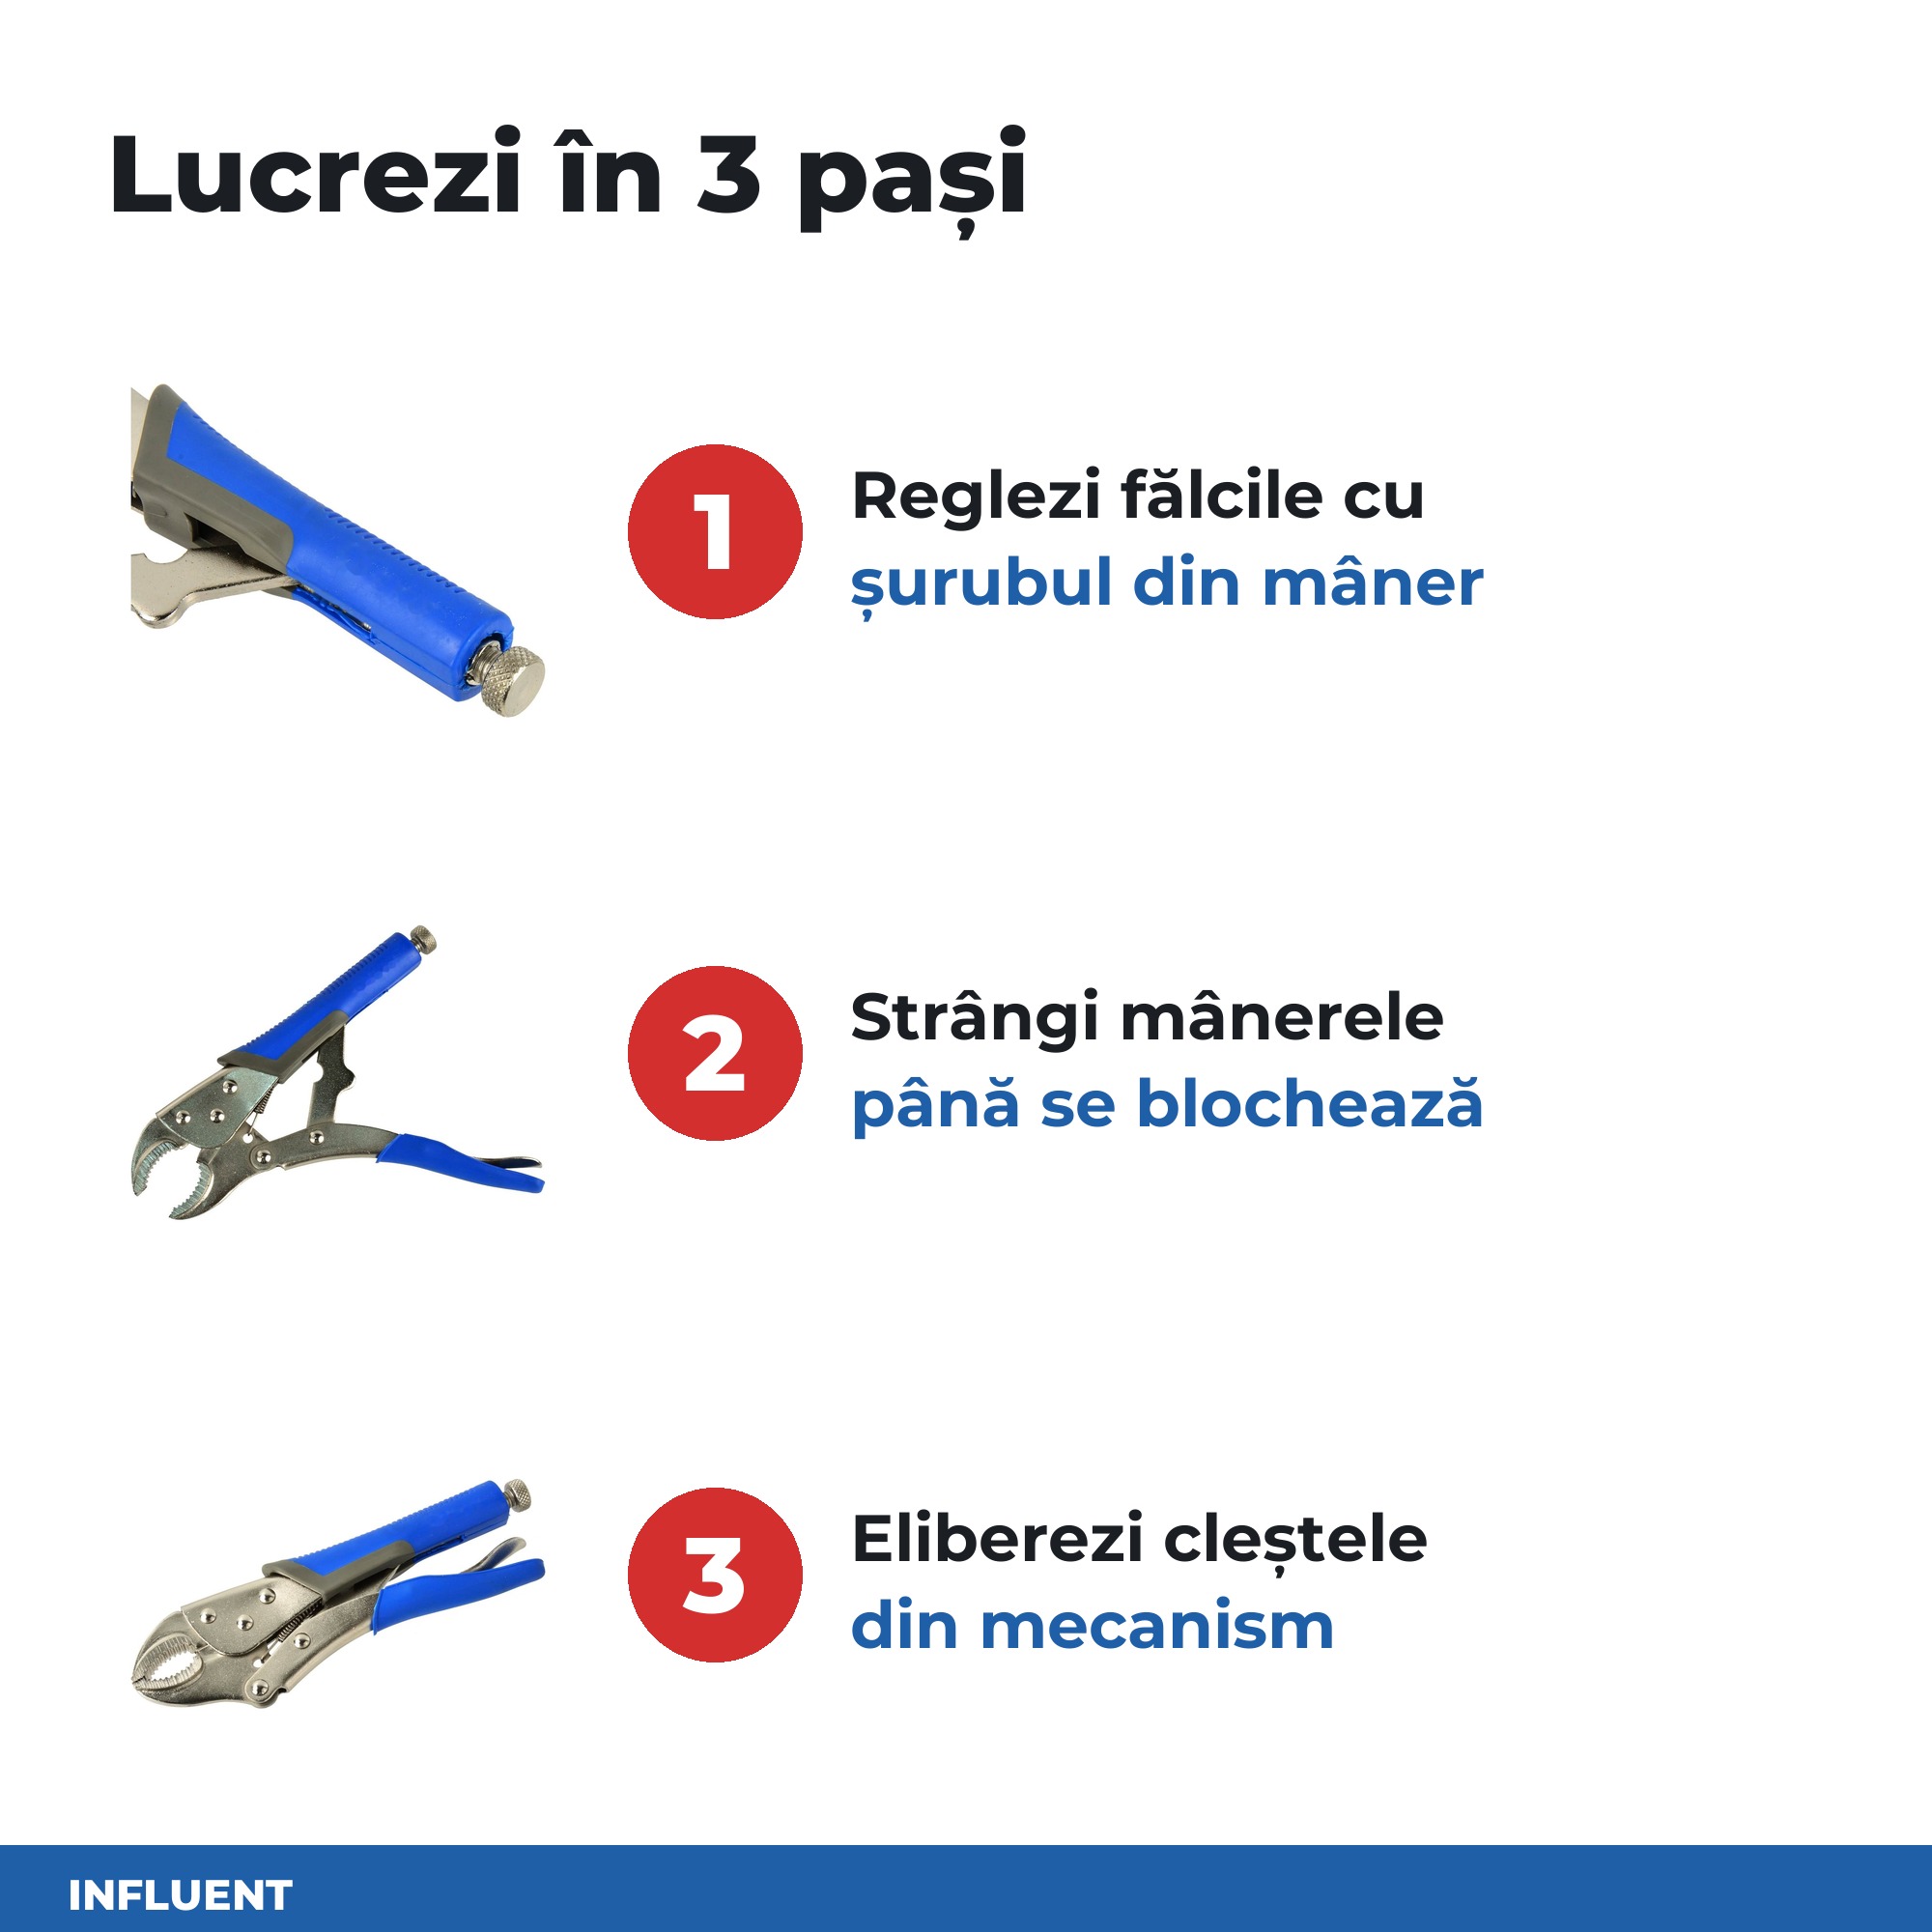 Lucrezi în 3 pași
1
Reglezi fălcile cu
șurubul din mâner
2
Strângi mânerele
până se blochează
3
Eliberezi cleștele
din mecanism
INFLUENT